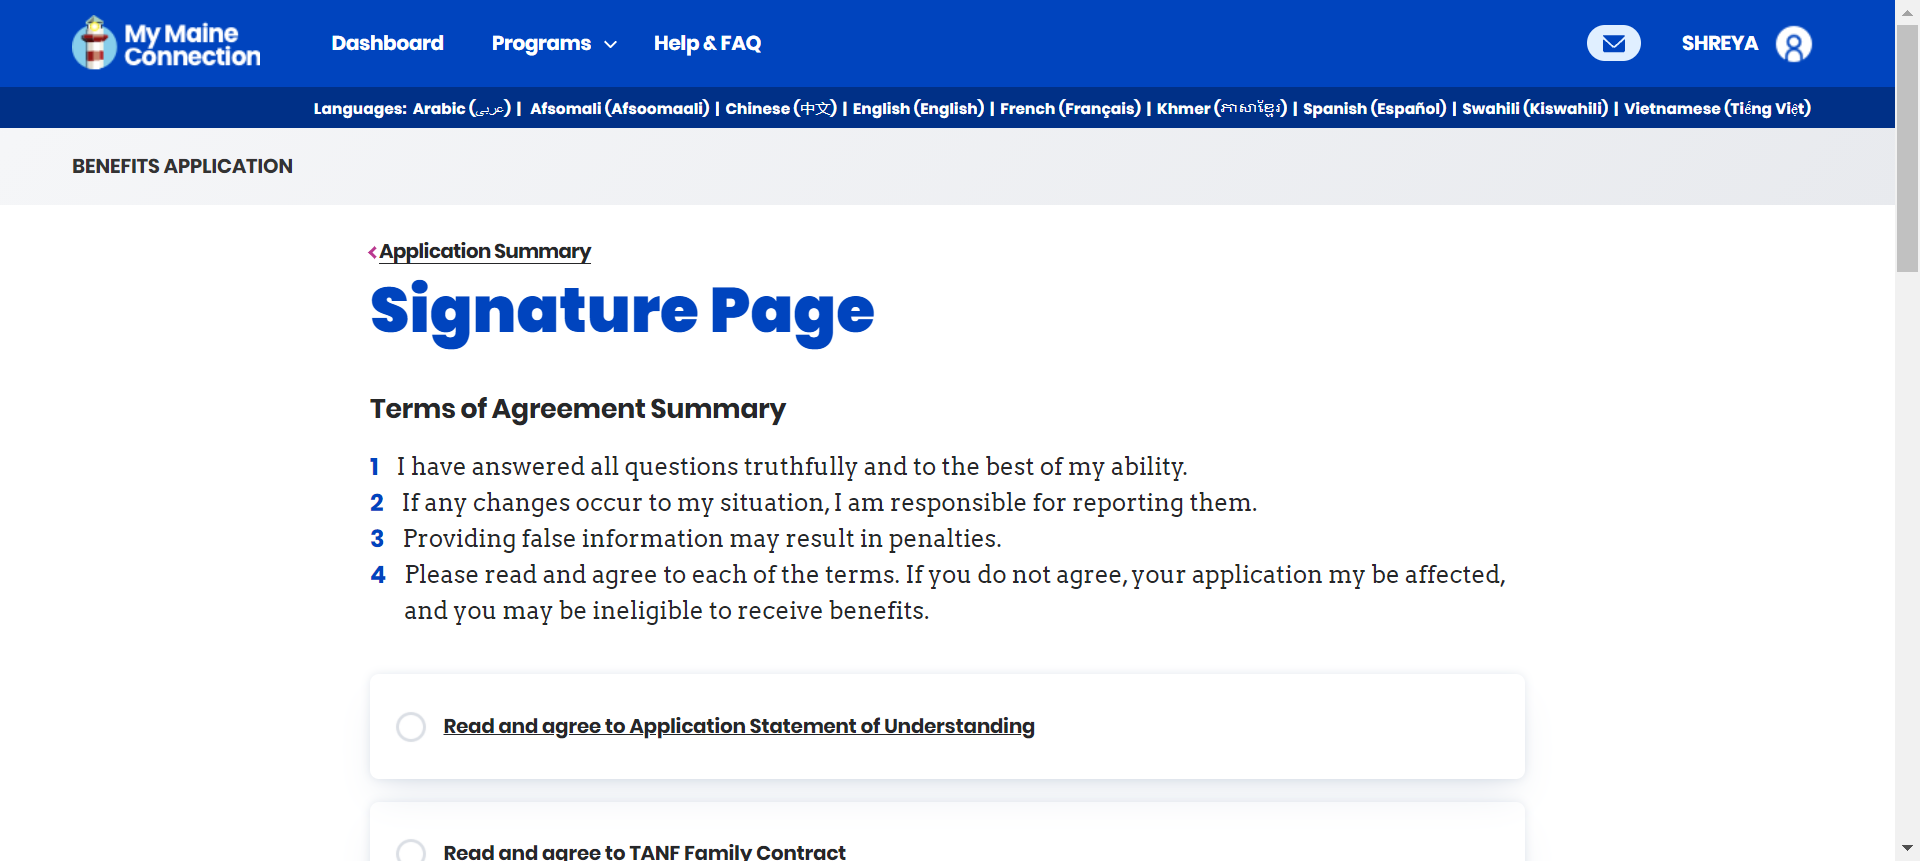 My Maine
Connection
Dashboard
Programs
Help & FAQ
SHREYA
Languages: Arabic (عربي) | Afsomali (Afsoomaali) | Chinese (中文) | English (English) | French (Français) | Khmer (ភាសាខ្មែរ) | Spanish (Español) | Swahili (Kiswahili) | Vietnamese (Tiếng Việt)
BENEFITS APPLICATION
Application Summary
Signature Page
Terms of Agreement Summary
1 I have answered all questions truthfully and to the best of my ability.
2 If any changes occur to my situation, I am responsible for reporting them.
3 Providing false information may result in penalties.
4 Please read and agree to each of the terms. If you do not agree, your application my be affected,
and you may be ineligible to receive benefits.
Read and agree to Application Statement of Understanding
Read and agree to TANF Family Contract